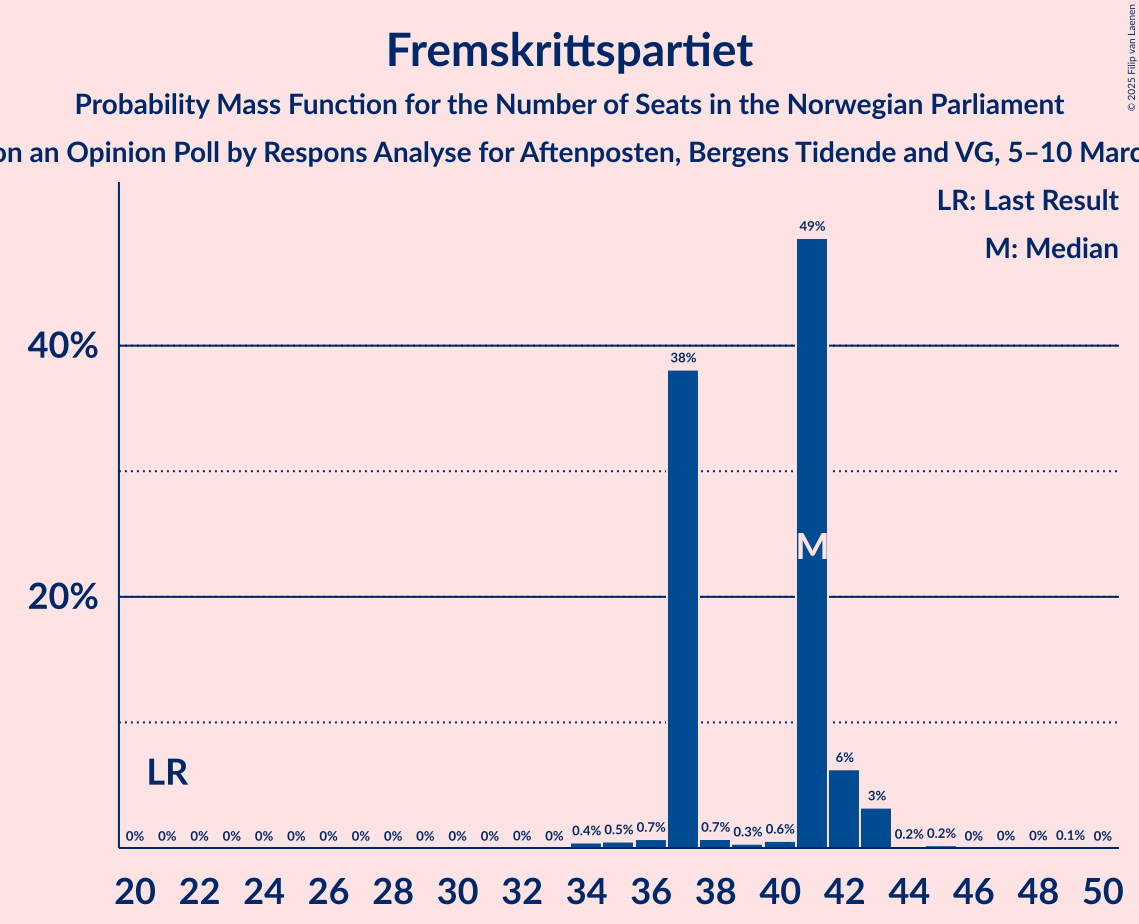 Fremskrittspartiet
Probability Mass Function for the Number of Seats in the Norwegian Parliament
on an Opinion Poll by Respons Analyse for Aftenposten, Bergens Tidende and VG, 5–10 Marc
© 2025 Filip van Laenen
LR: Last Result
M: Median
49%
40%
38%
M
20%
LR
6%
3%
0% 0% 0% 0% 0% 0% 0% 0% 0% 0% 0% 0% 0% 0% 0.4% 0.5% 0.7% 0.7% 0.3% 0.6% 0.2% 0.2% 0% 0% 0% 0.1% 0%
20 22 24 26 28 30 32 34 36 38 40 42 44 46 48 50